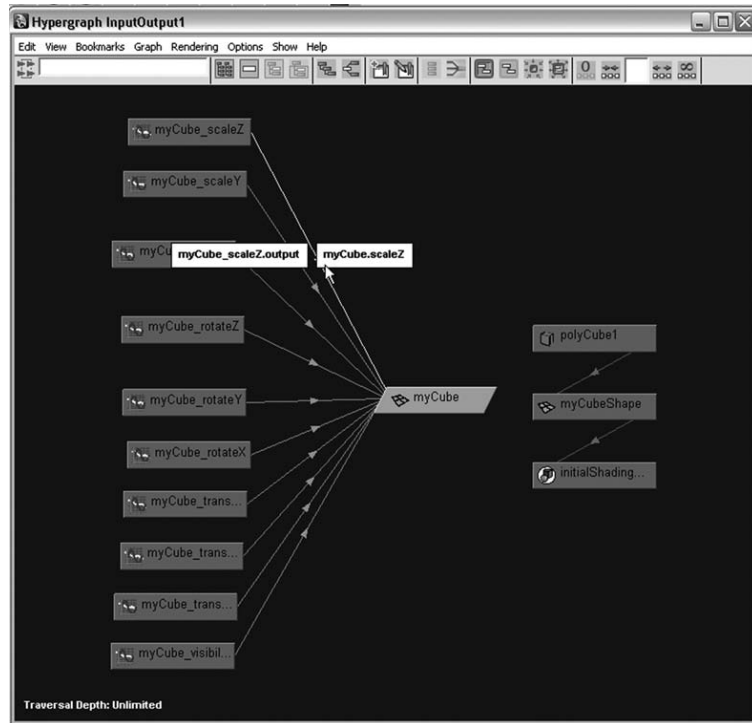 Hypergraph InputOutput1
Edit View Bookmarks Graph Rendering Options Show Help
myCube_scaleZ
myCube_scaleY
myCu
myCube_scaleZ.output
myCube.scaleZ
myCube_rotateZ
polyCube1
myCube_rotateY
myCube
myCubeShape
myCube_rotateX
initialShading...
myCube_trans...
myCube_trans...
myCube_trans...
myCube_visibil...
Traversal Depth: Unlimited